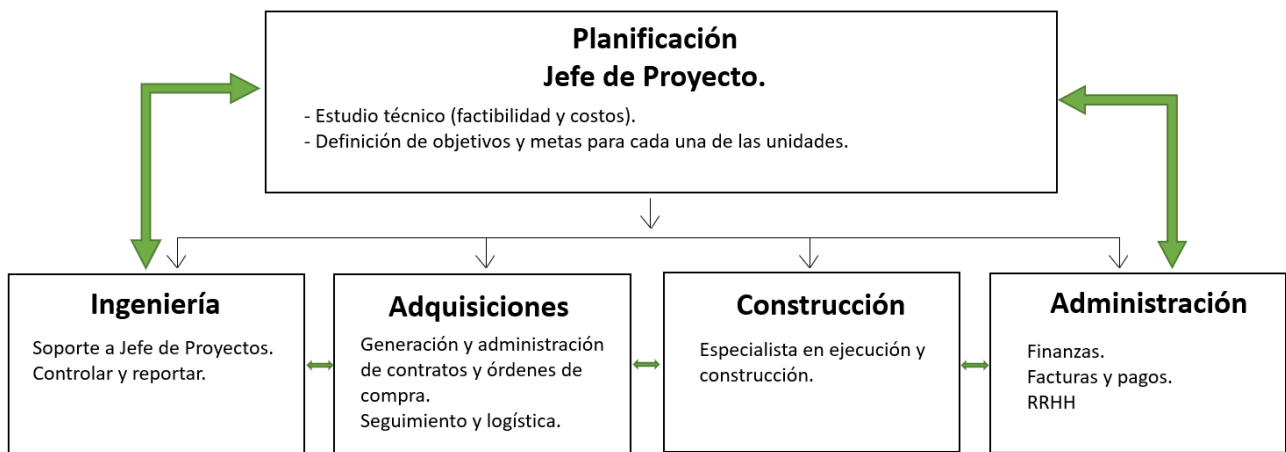 Planificación
Jefe de Proyecto.
- Estudio técnico (factibilidad y costos).
- Definición de objetivos y metas para cada una de las unidades.
Ingeniería
Soporte a Jefe de Proyectos.
Controlar y reportar.
Adquisiciones
Generación y administración
de contratos y órdenes de
compra.
Seguimiento y logística.
Construcción
Especialista en ejecución y
construcción.
Administración
Finanzas.
Facturas y pagos.
RRHH